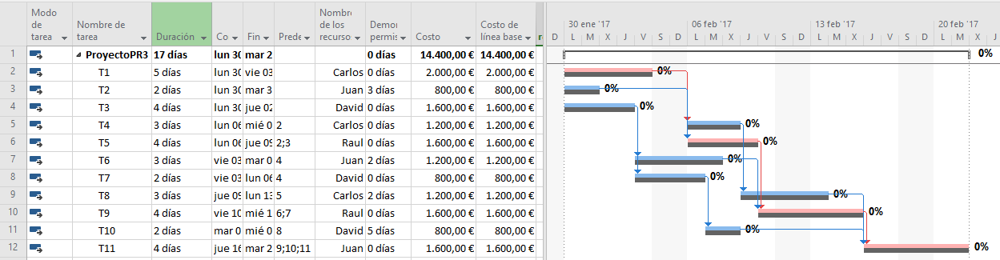 Modo de tarea Nombre de tarea Duración Co Fin Prede Nombre de los recurso Demor permis Costo Costo de línea base
30 ene '17 06 feb '17 13 feb '17 20 feb '17
D L M X J V S D L M X J V S D L M X J V S D L M X J
1 ProyectoPR3 17 días lun 30 mar 2 0 días 14.400,00 € 14.400,00 € 0%
2 T1 5 días lun 30 vie 03 Carlos 0 días 2.000,00 € 2.000,00 € 0%
3 T2 2 días lun 30 mar 3 Juan 3 días 800,00 € 800,00 € 0%
4 T3 4 días lun 30 jue 02 David 0 días 1.600,00 € 1.600,00 € 0%
5 T4 3 días lun 06 mié 0 2 Carlos 0 días 1.200,00 € 1.200,00 € 0%
6 T5 4 días lun 06 jue 09 2;3 Raul 0 días 1.600,00 € 1.600,00 € 0%
7 T6 3 días vie 03 mar 0 4 Juan 2 días 1.200,00 € 1.200,00 € 0%
8 T7 2 días vie 03 lun 06 4 David 0 días 800,00 € 800,00 € 0%
9 T8 3 días jue 09 lun 13 5 Carlos 2 días 1.200,00 € 1.200,00 € 0%
10 T9 4 días vie 10 mié 1 6;7 Raul 0 días 1.600,00 € 1.600,00 € 0%
11 T10 2 días mar 0 mié 0 8 David 5 días 800,00 € 800,00 € 0%
12 T11 4 días jue 16 mar 2 9;10;11 Juan 0 días 1.600,00 € 1.600,00 € 0%